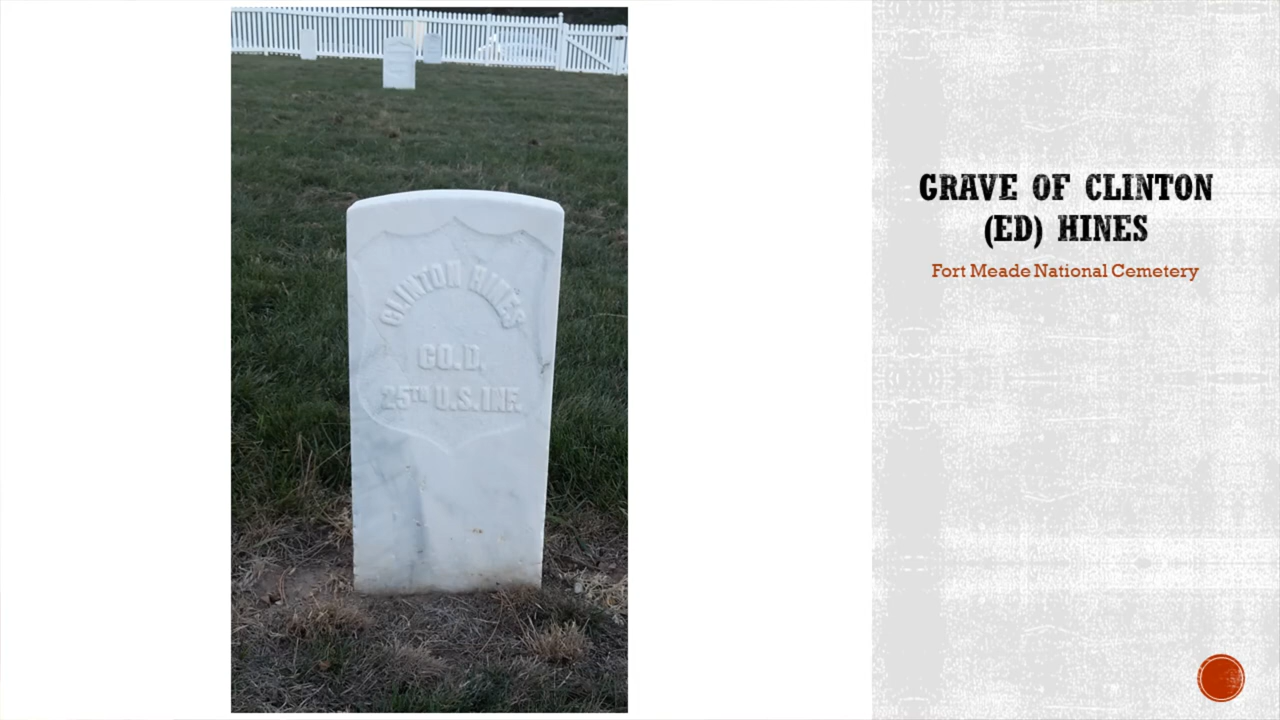 CLINTON HINES
CO. D.
25TH U.S. INF.
GRAVE OF CLINTON
(ED) HINES
Fort Meade National Cemetery